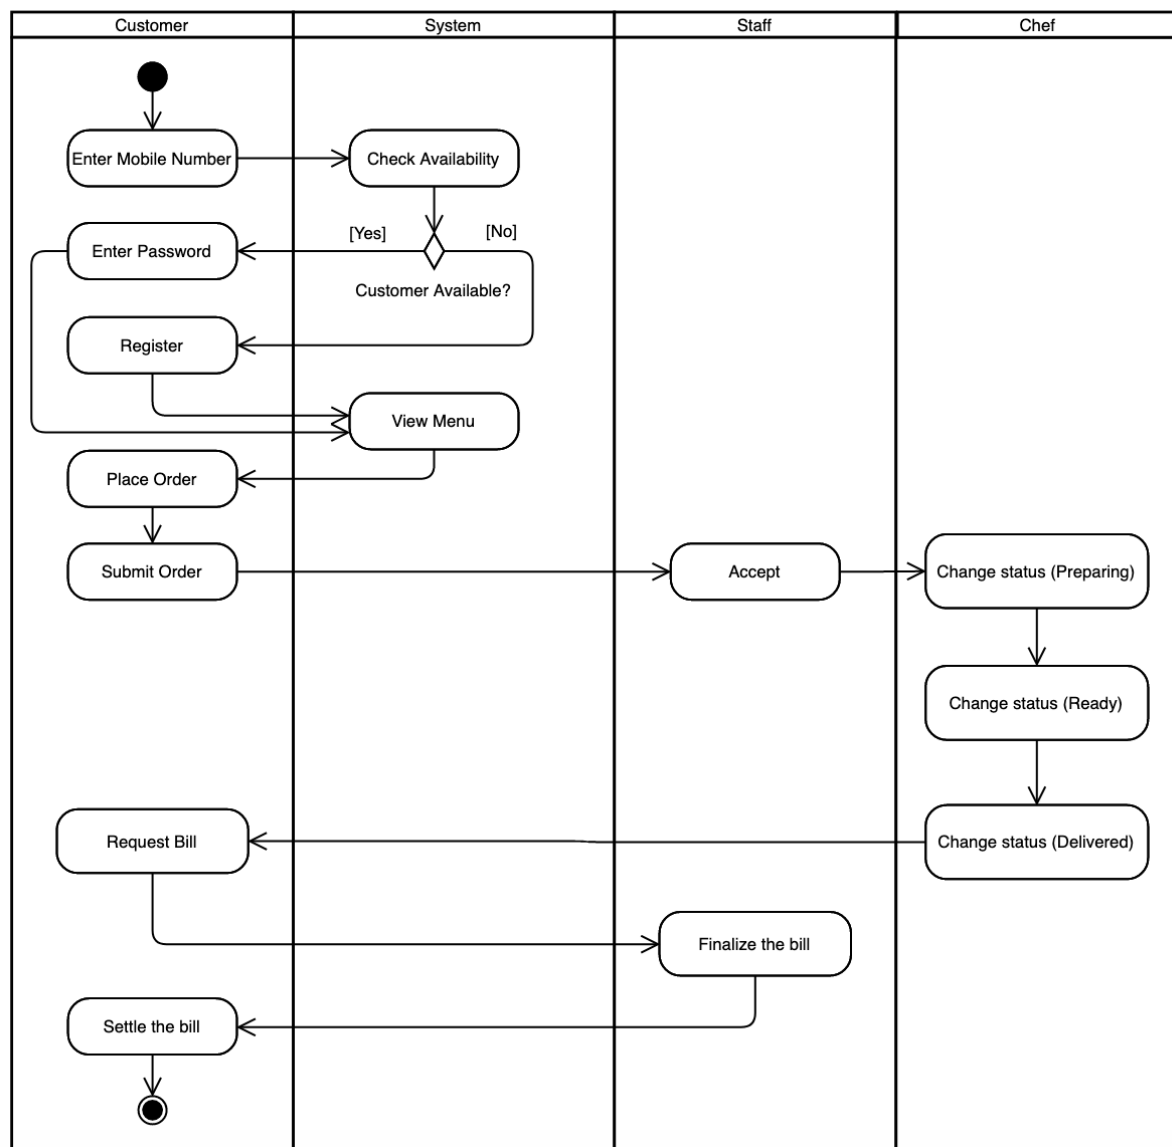 Customer
System
Staff
Chef
Enter Mobile Number
Check Availability
[Yes]
[No]
Enter Password
Customer Available?
Register
View Menu
Place Order
Submit Order
Accept
Change status (Preparing)
Change status (Ready)
Request Bill
Change status (Delivered)
Finalize the bill
Settle the bill